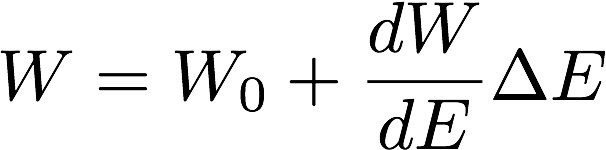 W = W_0 + \frac{dW}{dE} \Delta E